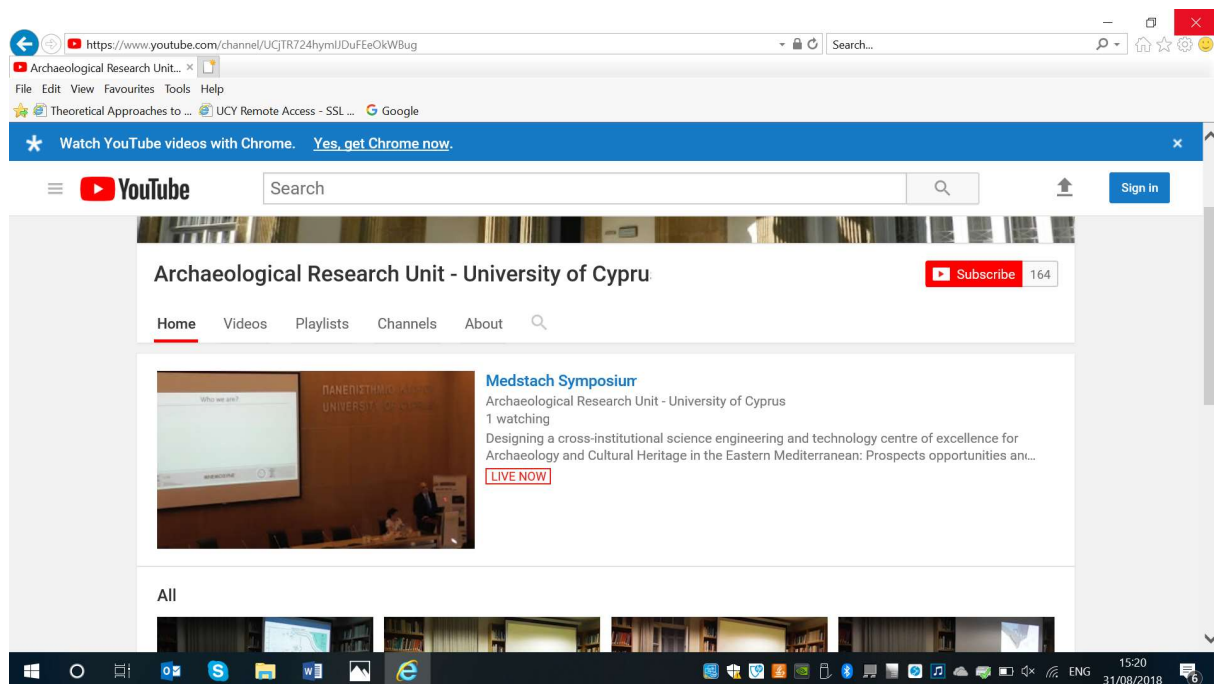 https://www.youtube.com/channel/UCjTR724hymIJDuFEeOkWBug
Search...
Archaeological Research Unit...
File Edit View Favourites Tools Help
Theoretical Approaches to ... UCY Remote Access - SSL ... Google
Watch YouTube videos with Chrome. Yes, get Chrome now.
YouTube Search Sign in
Archaeological Research Unit - University of Cypru
Subscribe 164
Home Videos Playlists Channels About
Who we are?
ΠΑΝΕΠΙΣΤΗΜΙΟ
UNIVERSITY OF CYPRUS
Medstach Symposium
Archaeological Research Unit - University of Cyprus
1 watching
Designing a cross-institutional science engineering and technology centre of excellence for
Archaeology and Cultural Heritage in the Eastern Mediterranean: Prospects opportunities an...
LIVE NOW
All
ENG
15:20
31/08/2018
6